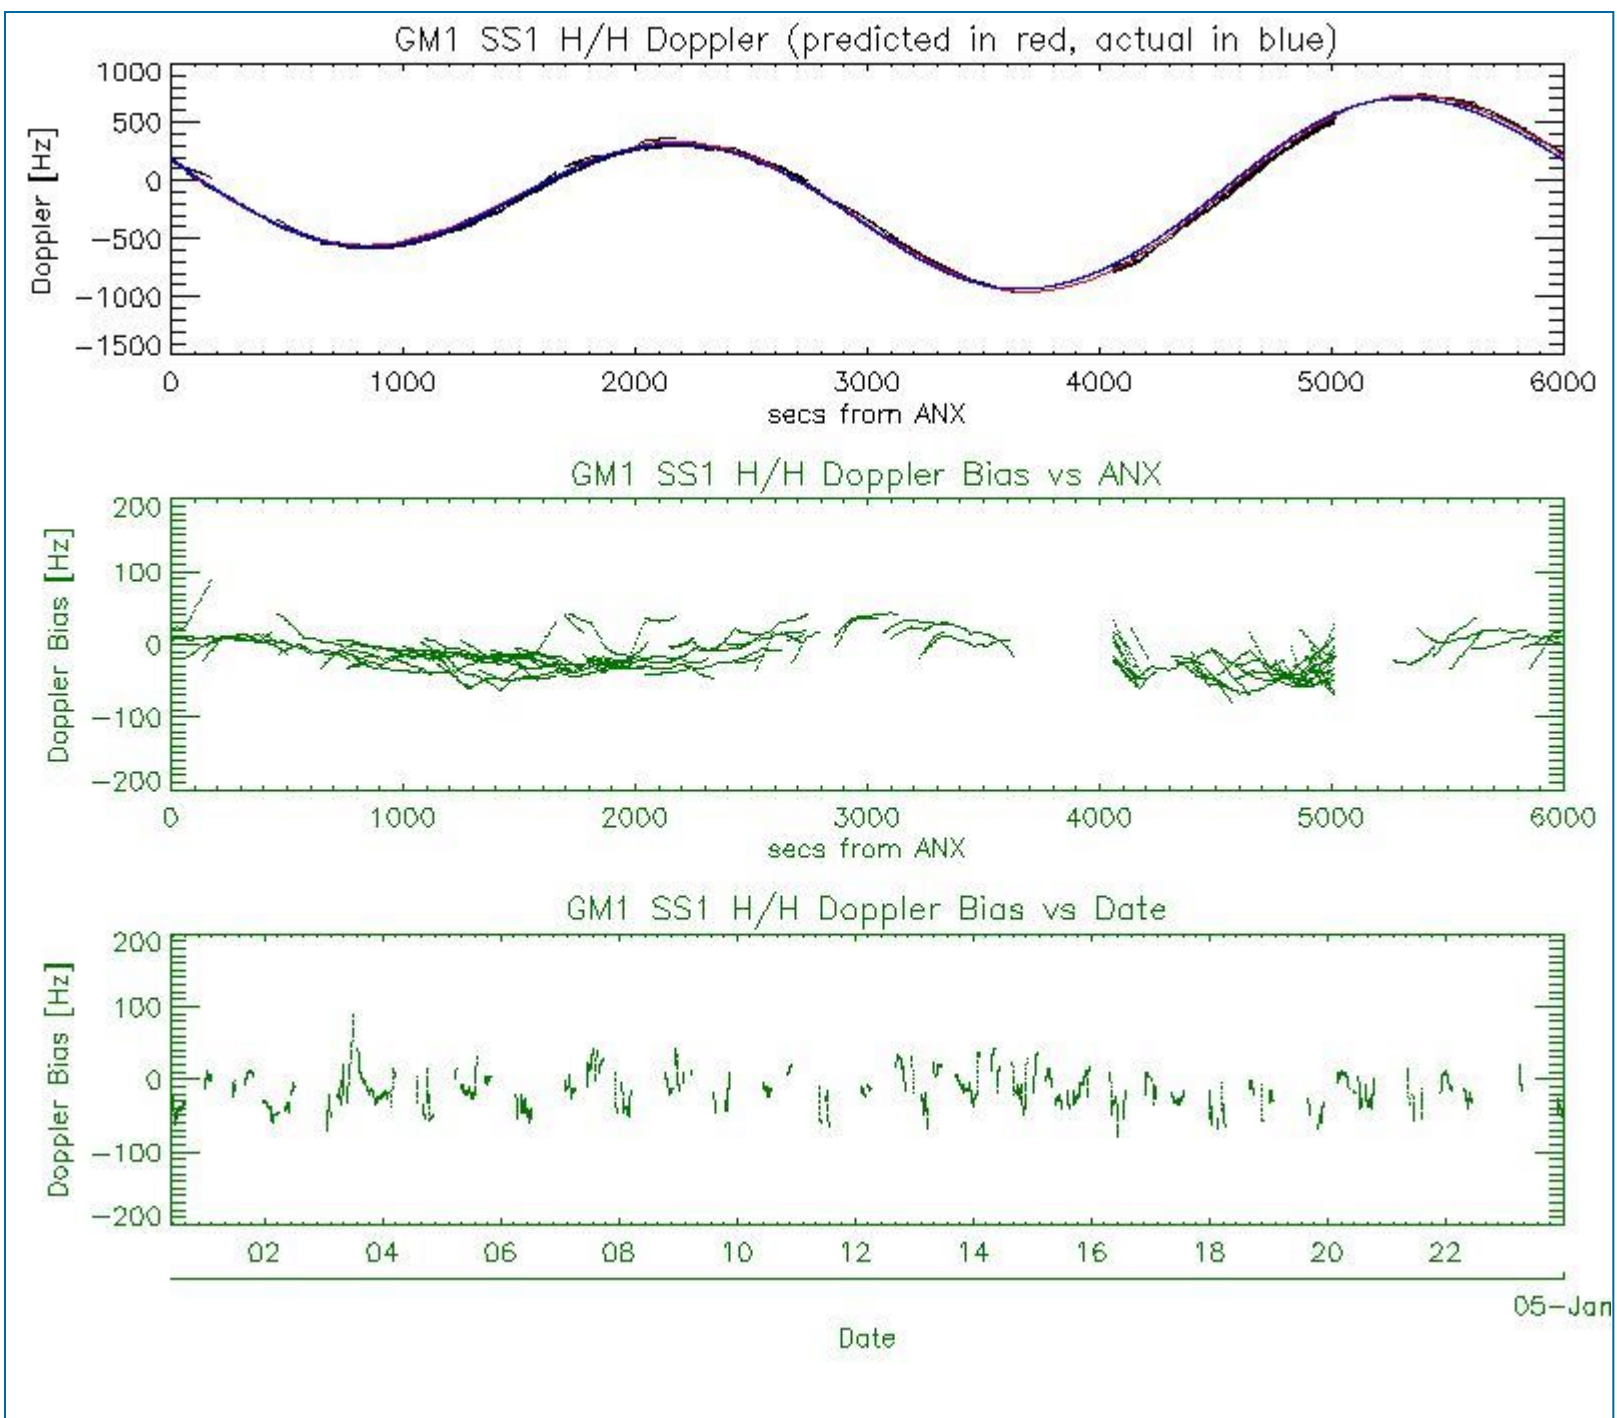 GM1 SS1 H/H Doppler (predicted in red, actual in blue)
1000
500
0
−500
−1000
−1500
Doppler [Hz]
0 1000 2000 3000 4000 5000 6000
secs from ANX
GM1 SS1 H/H Doppler Bias vs ANX
200
100
0
−100
−200
Doppler Bias [Hz]
0 1000 2000 3000 4000 5000 6000
secs from ANX
GM1 SS1 H/H Doppler Bias vs Date
200
100
0
−100
−200
Doppler Bias [Hz]
02 04 06 08 10 12 14 16 18 20 22
05−Jan
Date